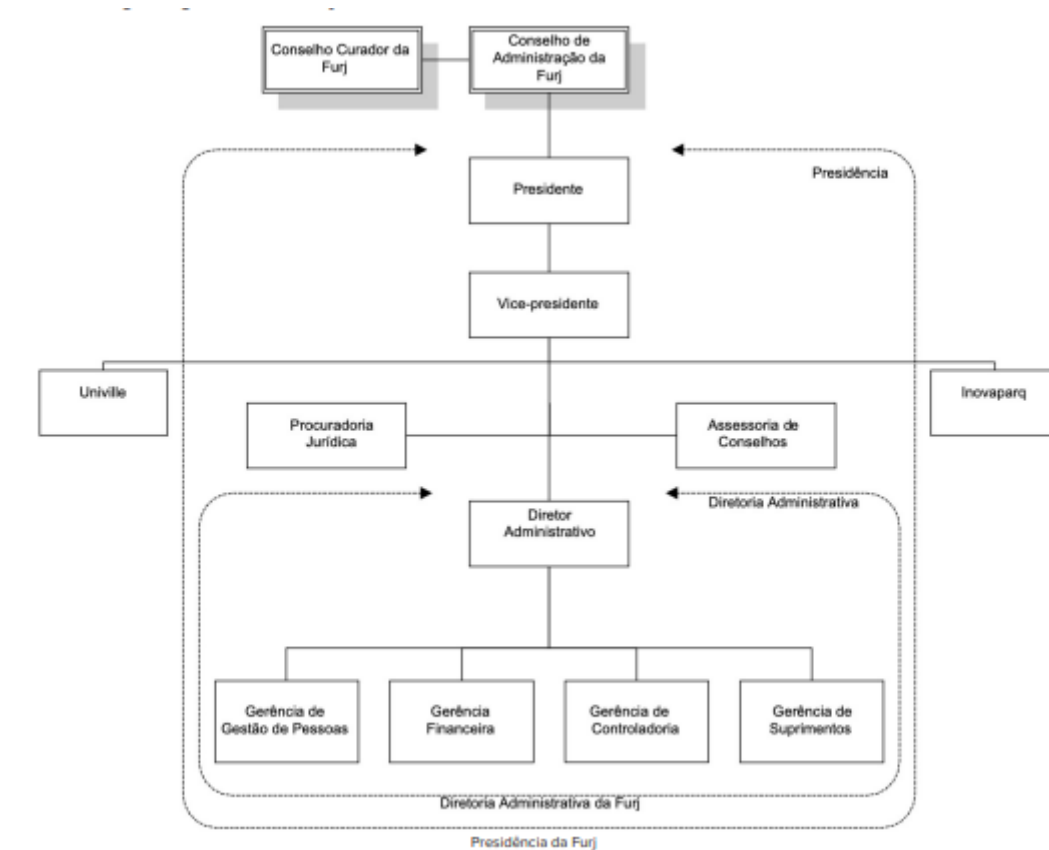 Conselho Curador da
Furj
Conselho de
Administração da
Furj
Presidência
Presidente
Vice-presidente
Univille
Inovaparq
Procuradoria
Jurídica
Assessoria de
Conselhos
Diretoria Administrativa
Diretor
Administrativo
Gerência de
Gestão de Pessoas
Gerência
Financeira
Gerência de
Controladoria
Gerência de
Suprimentos
Diretoria Administrativa da Furj
Presidência da Furj